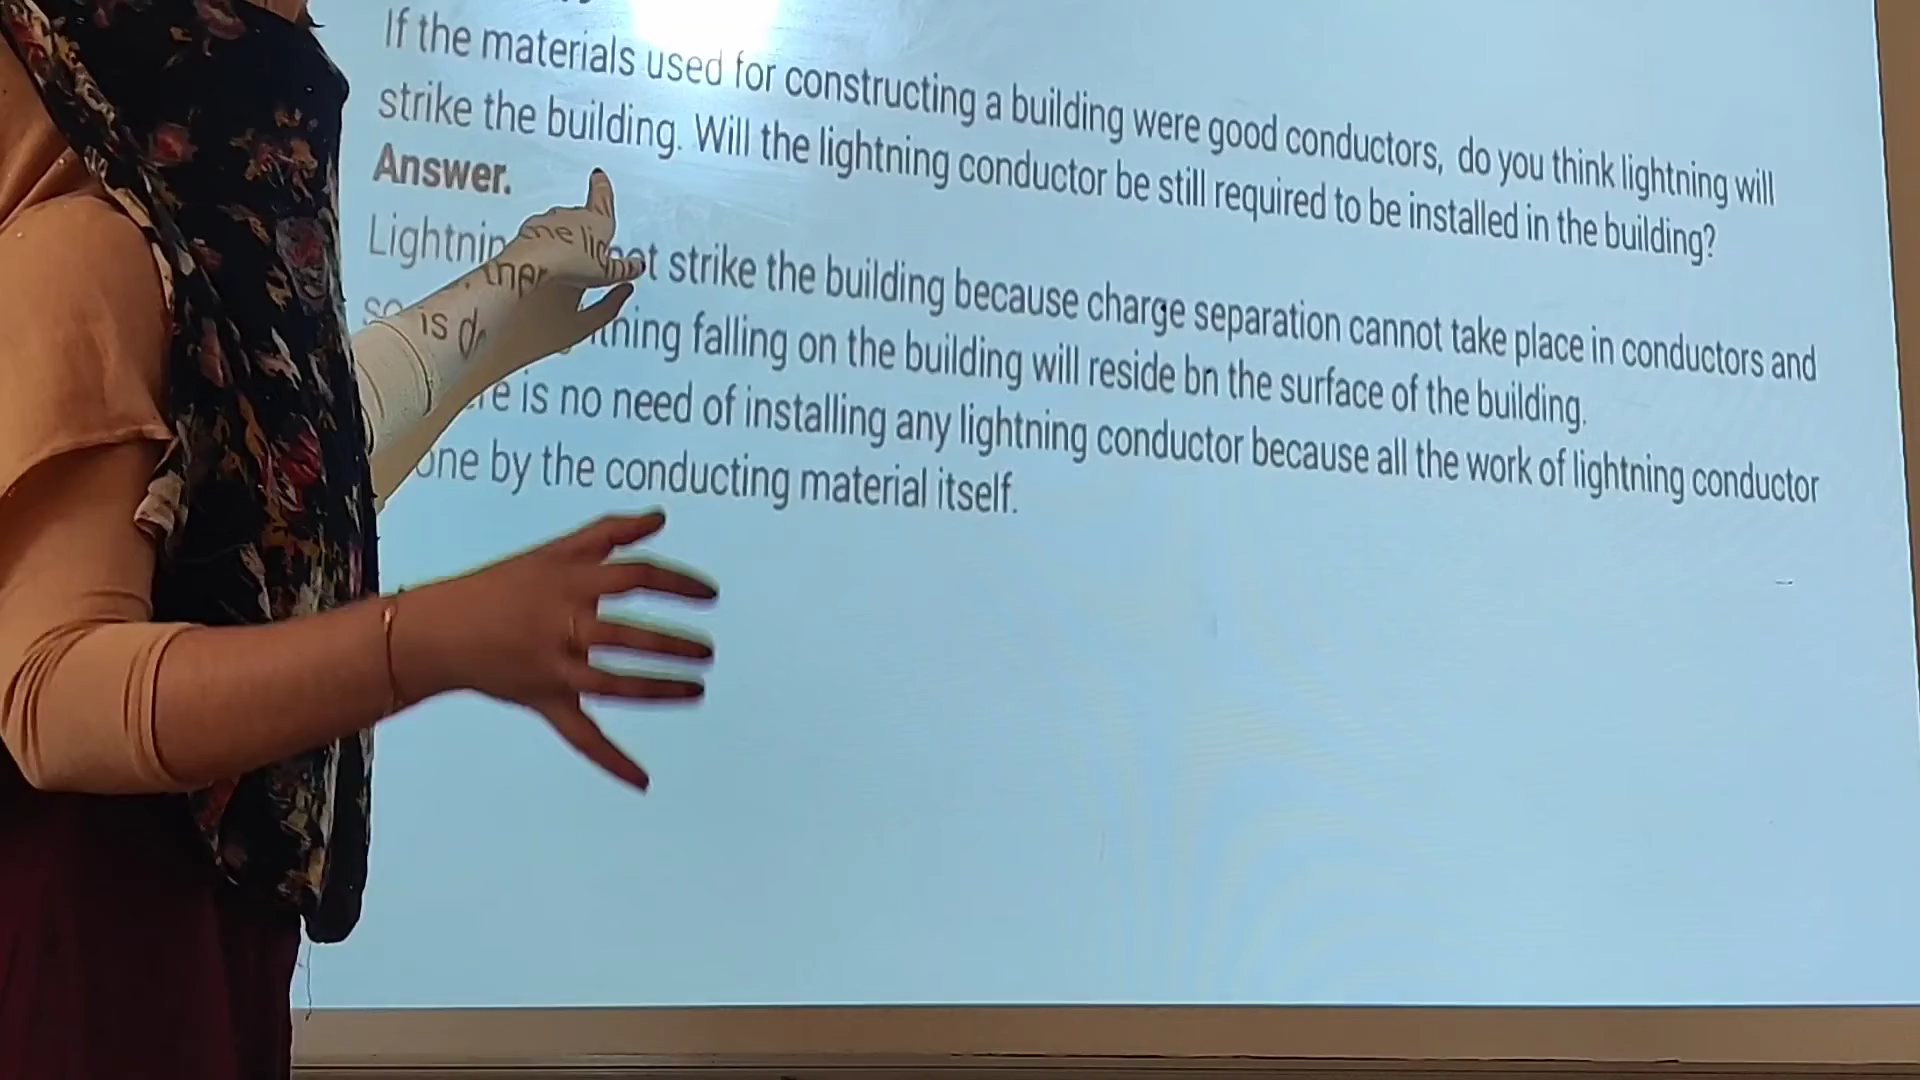 If the materials used for constructing a building were good conductors, do you think lightning will
strike the building. Will the lightning conductor be still required to be installed in the building?
Answer.
strike the building because charge separation cannot take place in conductors and
falling on the building will reside bn the surface of the building.
is no need of installing any lightning conductor because all the work of lightning conductor
by the conducting material itself.